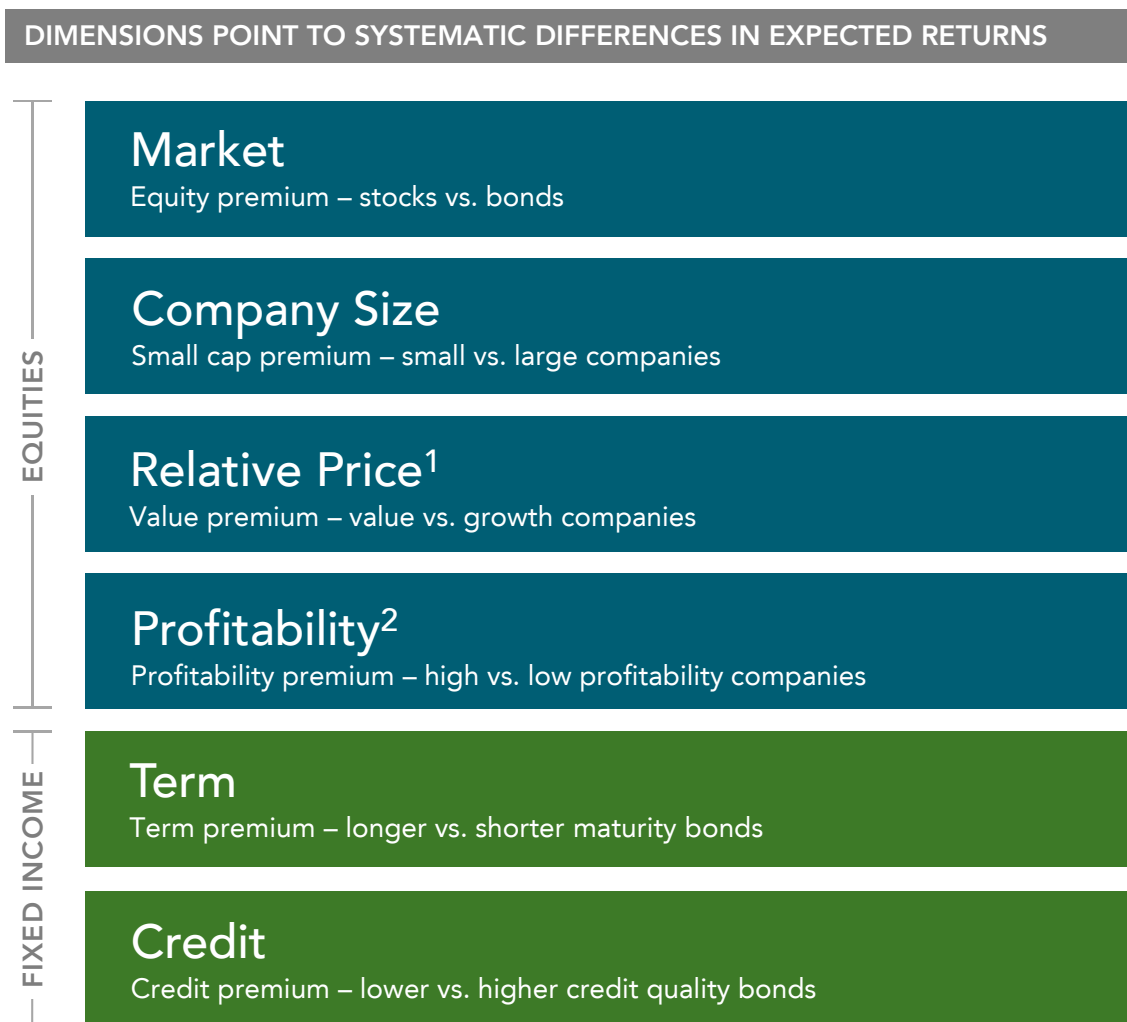 DIMENSIONS POINT TO SYSTEMATIC DIFFERENCES IN EXPECTED RETURNS
EQUITIES
Market
Equity premium – stocks vs. bonds
Company Size
Small cap premium – small vs. large companies
Relative Price¹
Value premium – value vs. growth companies
Profitability²
Profitability premium – high vs. low profitability companies
FIXED INCOME
Term
Term premium – longer vs. shorter maturity bonds
Credit
Credit premium – lower vs. higher credit quality bonds